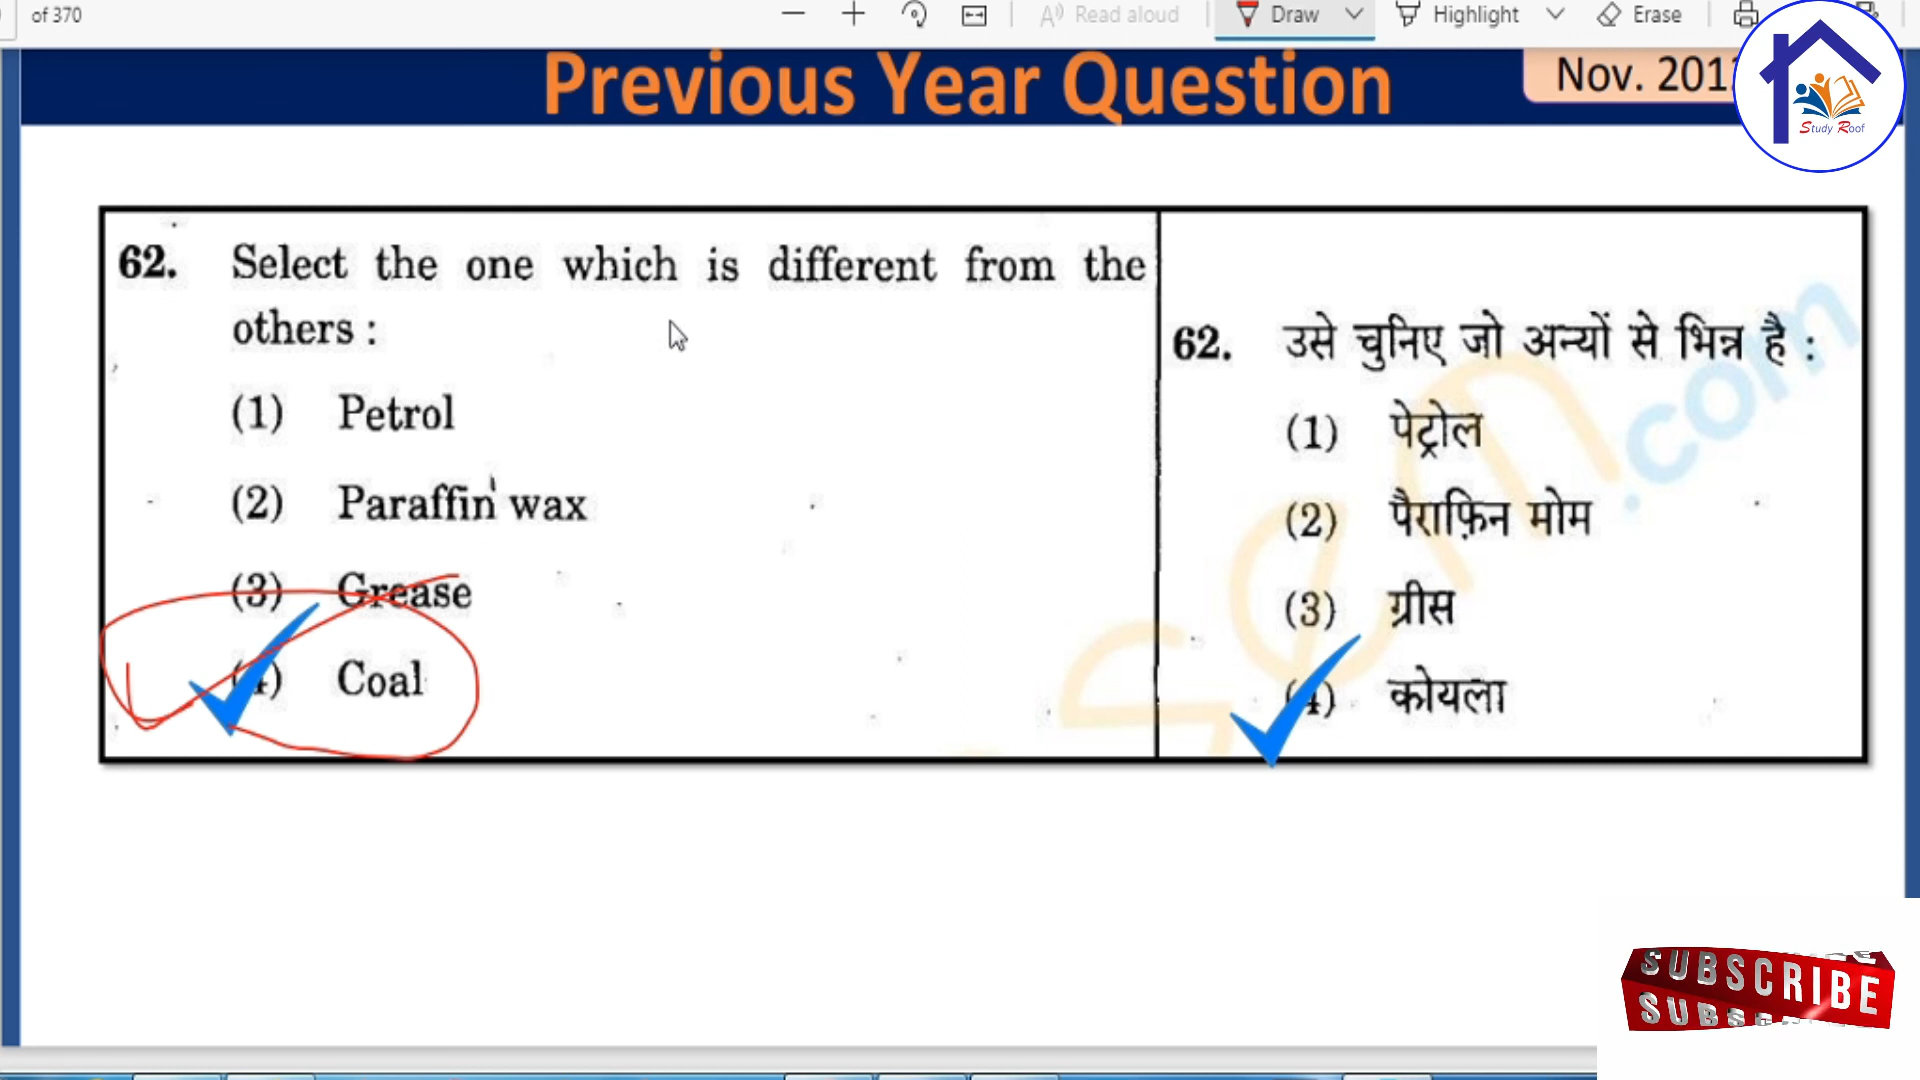 of 370
Read aloud
Draw
Highlight
Erase
Previous Year Question
Nov. 201
Study Roof
62. Select the one which is different from the
others :
(1) Petrol
(2) Paraffin wax
(3) Grease
(4) Coal
62. उसे चुनिए जो अन्यों से भिन्न है :
(1) पेट्रोल
(2) पैराफ़िन मोम
(3) ग्रीस
(4) कोयला
.com
SUBSCRIBE